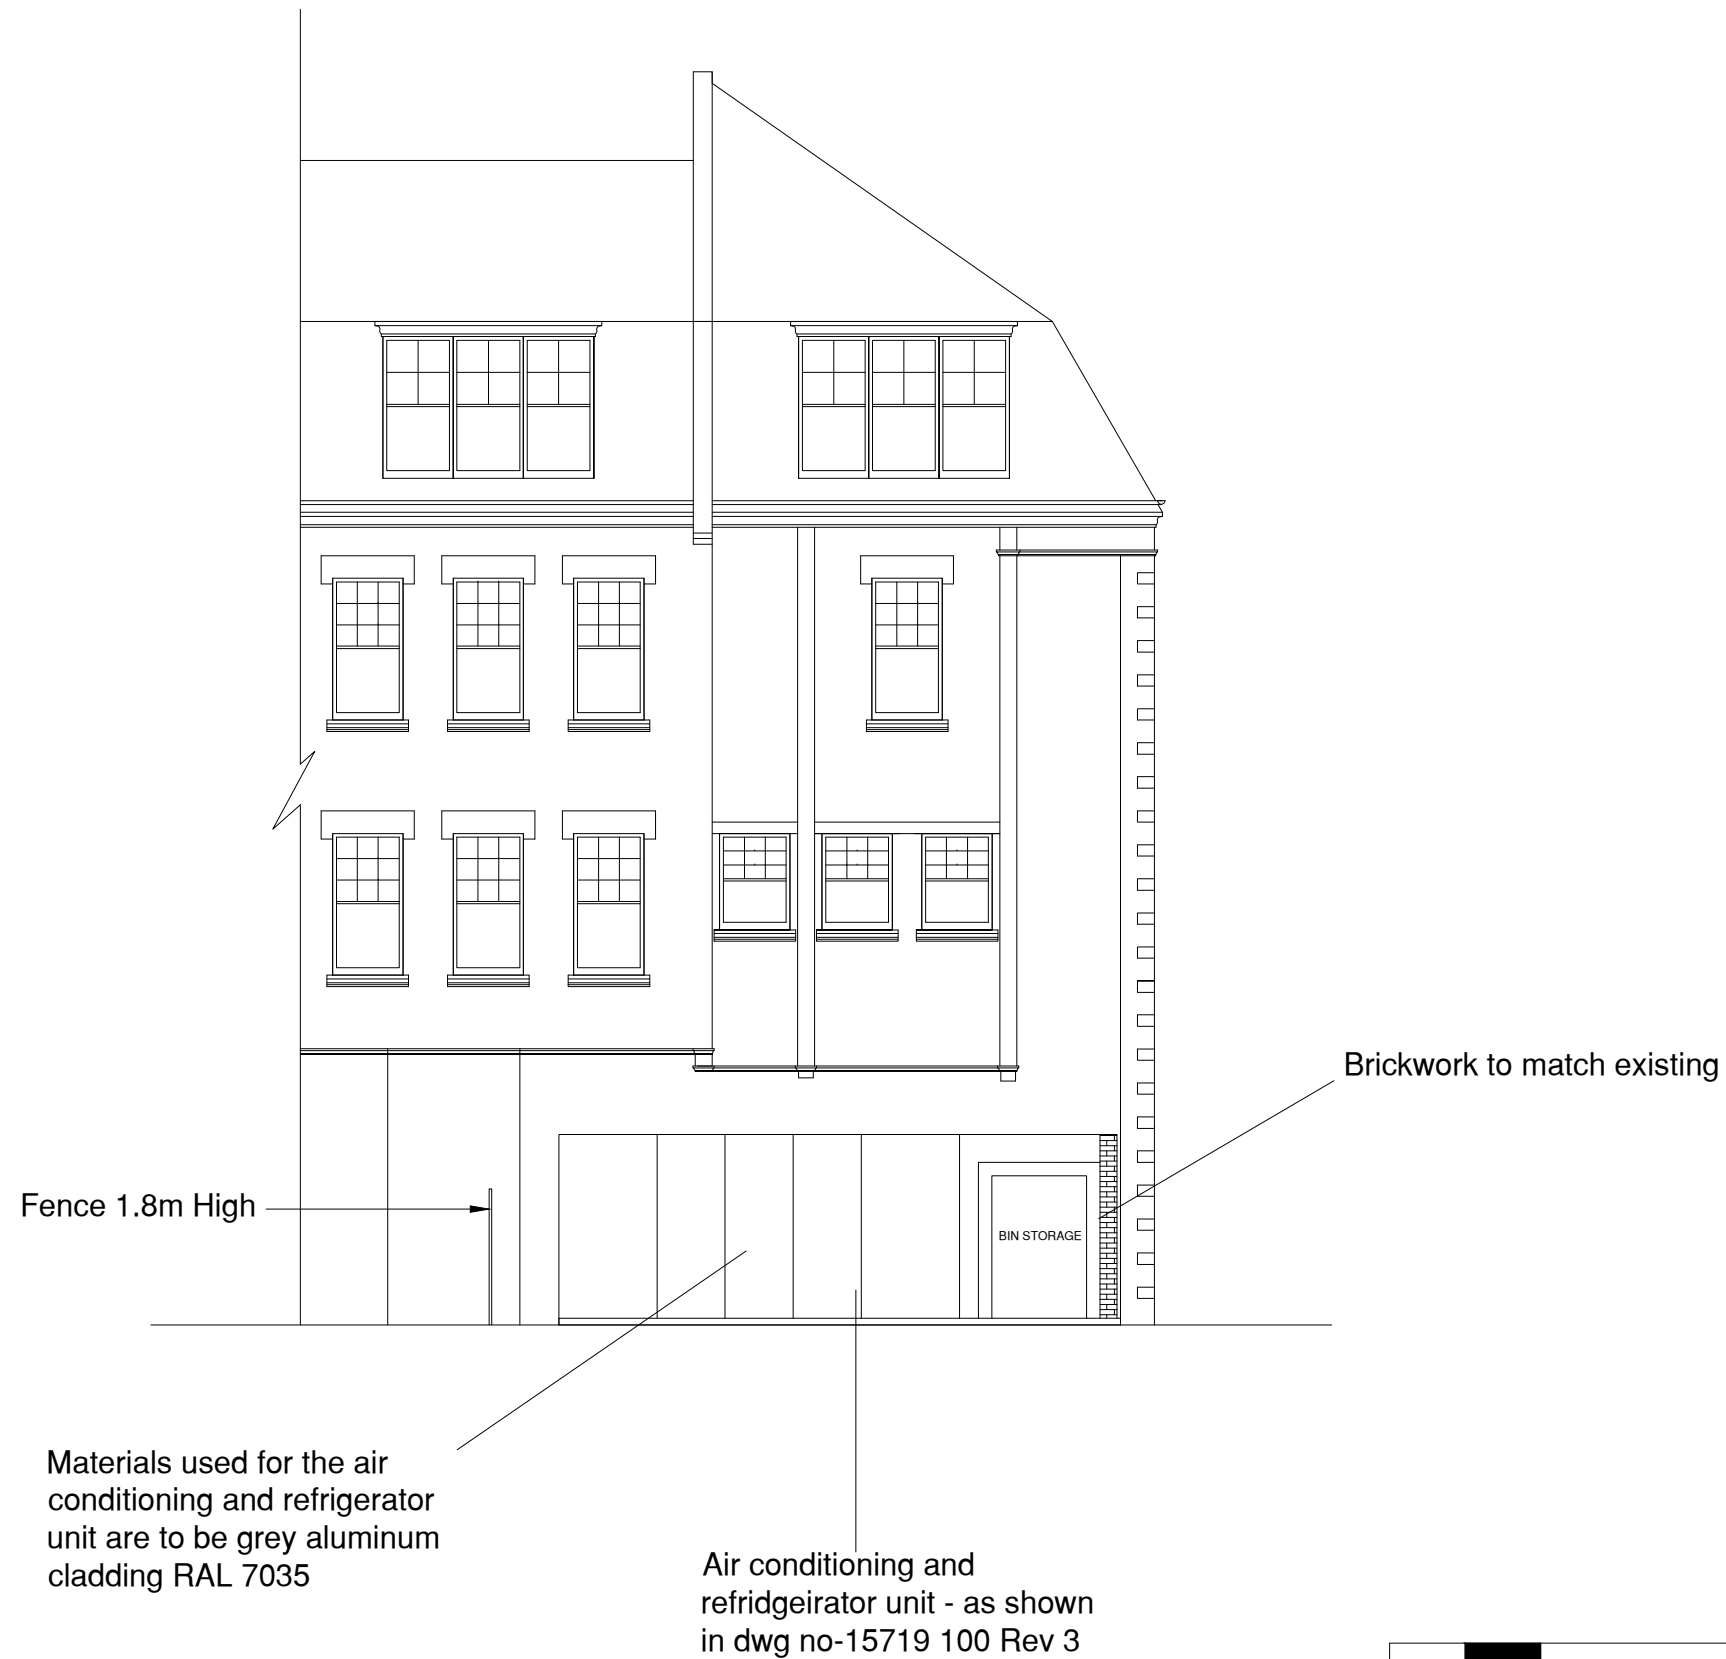 Brickwork to match existing
Fence 1.8m High
BIN STORAGE
Materials used for the air
conditioning and refrigerator
unit are to be grey aluminum
cladding RAL 7035
Air conditioning and
refridgeirator unit - as shown
in dwg no-15719 100 Rev 3